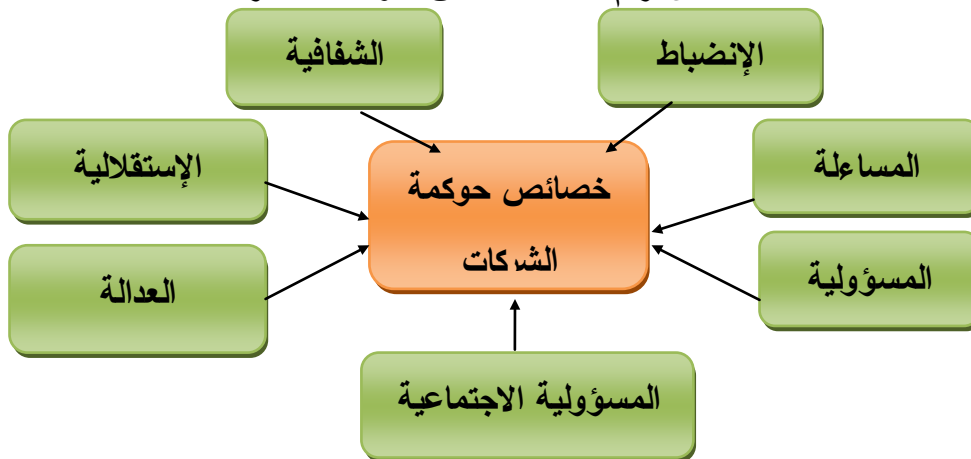 الإنضباط
الشفافية
المساءلة
الإستقلالية
خصائص حوكمة
الشركات
المسؤولية
العدالة
المسؤولية الاجتماعية